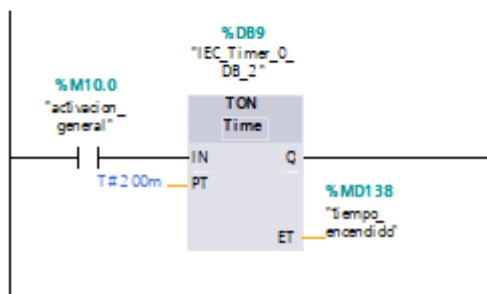 %DB9
"IEC_Timer_0_
DB_2"
%M10.0
"activacion_
general"
TON
Time
IN
Q
T#200m
PT
%MD138
"tiempo_
encendido"
ET